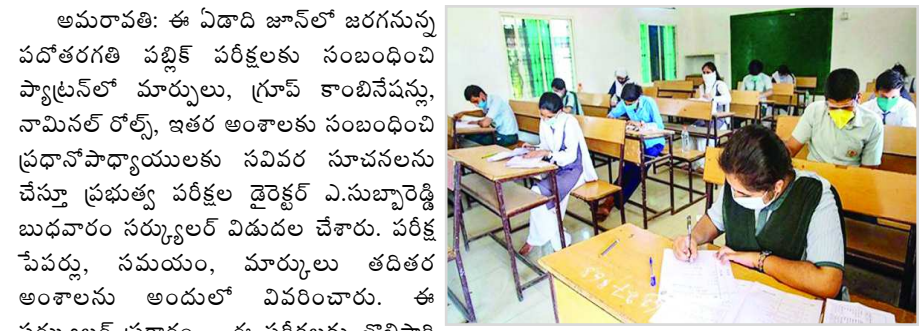 అమరావతి: ఈ ఏడాది జూన్‌లో జరగనున్న
పదోతరగతి పబ్లిక్ పరీక్షలకు సంబంధించి
ప్యాట్రన్‌లో మార్పులు, గ్రూప్ కాంబినేషన్లు,
నామినల్ రోల్స్, ఇతర అంశాలకు సంబంధించి
ప్రధానోపాధ్యాయులకు సవివర సూచనలను
చేస్తూ ప్రభుత్వ పరీక్షల డైరెక్టర్ ఎ.సుబ్బారెడ్డి
బుధవారం సర్క్యులర్ విడుదల చేశారు. పరీక్ష
పేపర్లు, సమయం, మార్కులు తదితర
అంశాలను అందులో వివరించారు. ఈ